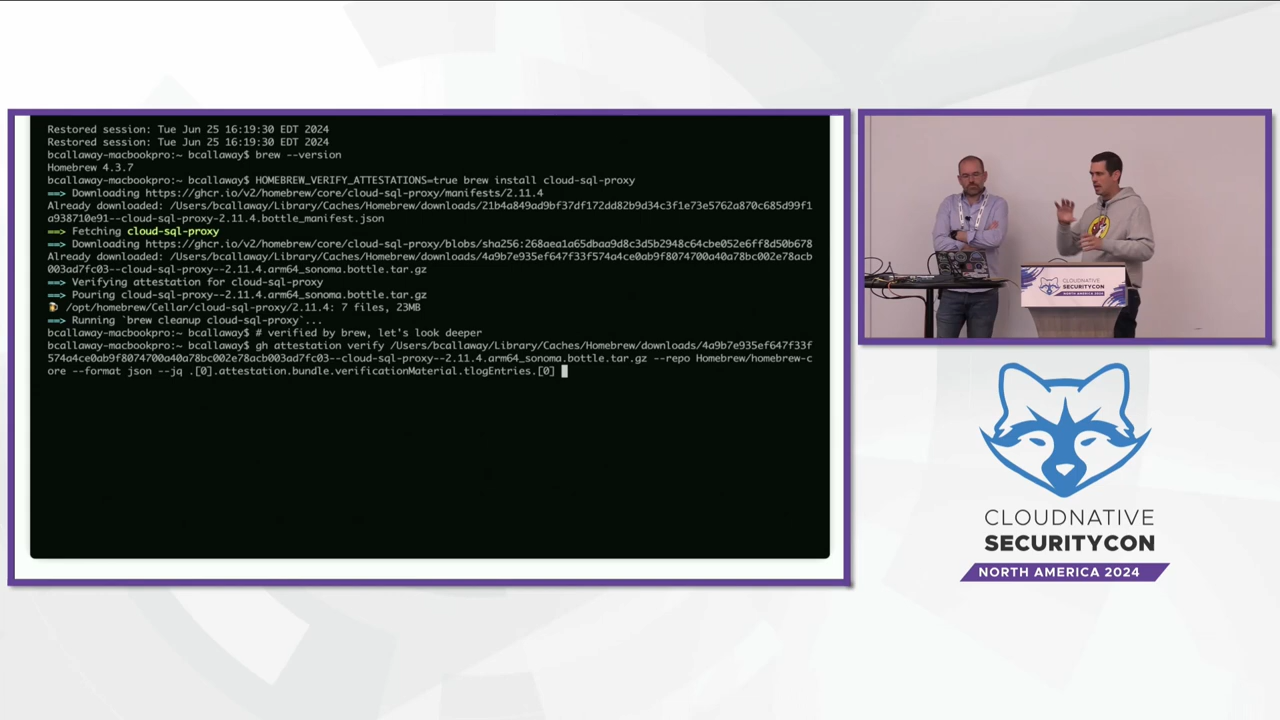 Restored session: Tue Jun 25 16:19:30 EDT 2024
Restored session: Tue Jun 25 16:19:30 EDT 2024
bcallaway-macbookpro:~ bcallaway$ brew --version
Homebrew 4.3.7
bcallaway-macbookpro:~ bcallaway$ HOMEBREW_VERIFY_ATTESTATIONS=true brew install cloud-sql-proxy
==> Downloading https://ghcr.io/v2/homebrew/core/cloud-sql-proxy/manifests/2.11.4
Already downloaded: /Users/bcallaway/Library/Caches/Homebrew/downloads/21b4a849ad9bf37df172dd82b9d34c3f1e73e5762a870c685d99f1
a938710e91--cloud-sql-proxy-2.11.4.bottle_manifest.json
==> Fetching cloud-sql-proxy
==> Downloading https://ghcr.io/v2/homebrew/core/cloud-sql-proxy/blobs/sha256:268aea1a65dbaa9d8c3d5b2948c64cbe052e6ff8d50b678
Already downloaded: /Users/bcallaway/Library/Caches/Homebrew/downloads/4a9b7e935ef647f33f574a4ce0ab9f8074700a40a78bc002e78acb
003ad7fc03--cloud-sql-proxy--2.11.4.arm64_sonoma.bottle.tar.gz
==> Verifying attestation for cloud-sql-proxy
==> Pouring cloud-sql-proxy--2.11.4.arm64_sonoma.bottle.tar.gz
🍺 /opt/homebrew/Cellar/cloud-sql-proxy/2.11.4: 7 files, 23MB
==> Running `brew cleanup cloud-sql-proxy`...
bcallaway-macbookpro:~ bcallaway$ # verified by brew, let's look deeper
bcallaway-macbookpro:~ bcallaway$ gh attestation verify /Users/bcallaway/Library/Caches/Homebrew/downloads/4a9b7e935ef647f33f
574a4ce0ab9f8074700a40a78bc002e78acb003ad7fc03--cloud-sql-proxy--2.11.4.arm64_sonoma.bottle.tar.gz --repo Homebrew/homebrew-c
ore --format json --jq .[0].attestation.bundle.verificationMaterial.tlogEntries.[0]
CLOUDNATIVE
SECURITYCON
NORTH AMERICA 2024
CLOUDNATIVE
SECURITYCON
NORTH AMERICA 2024